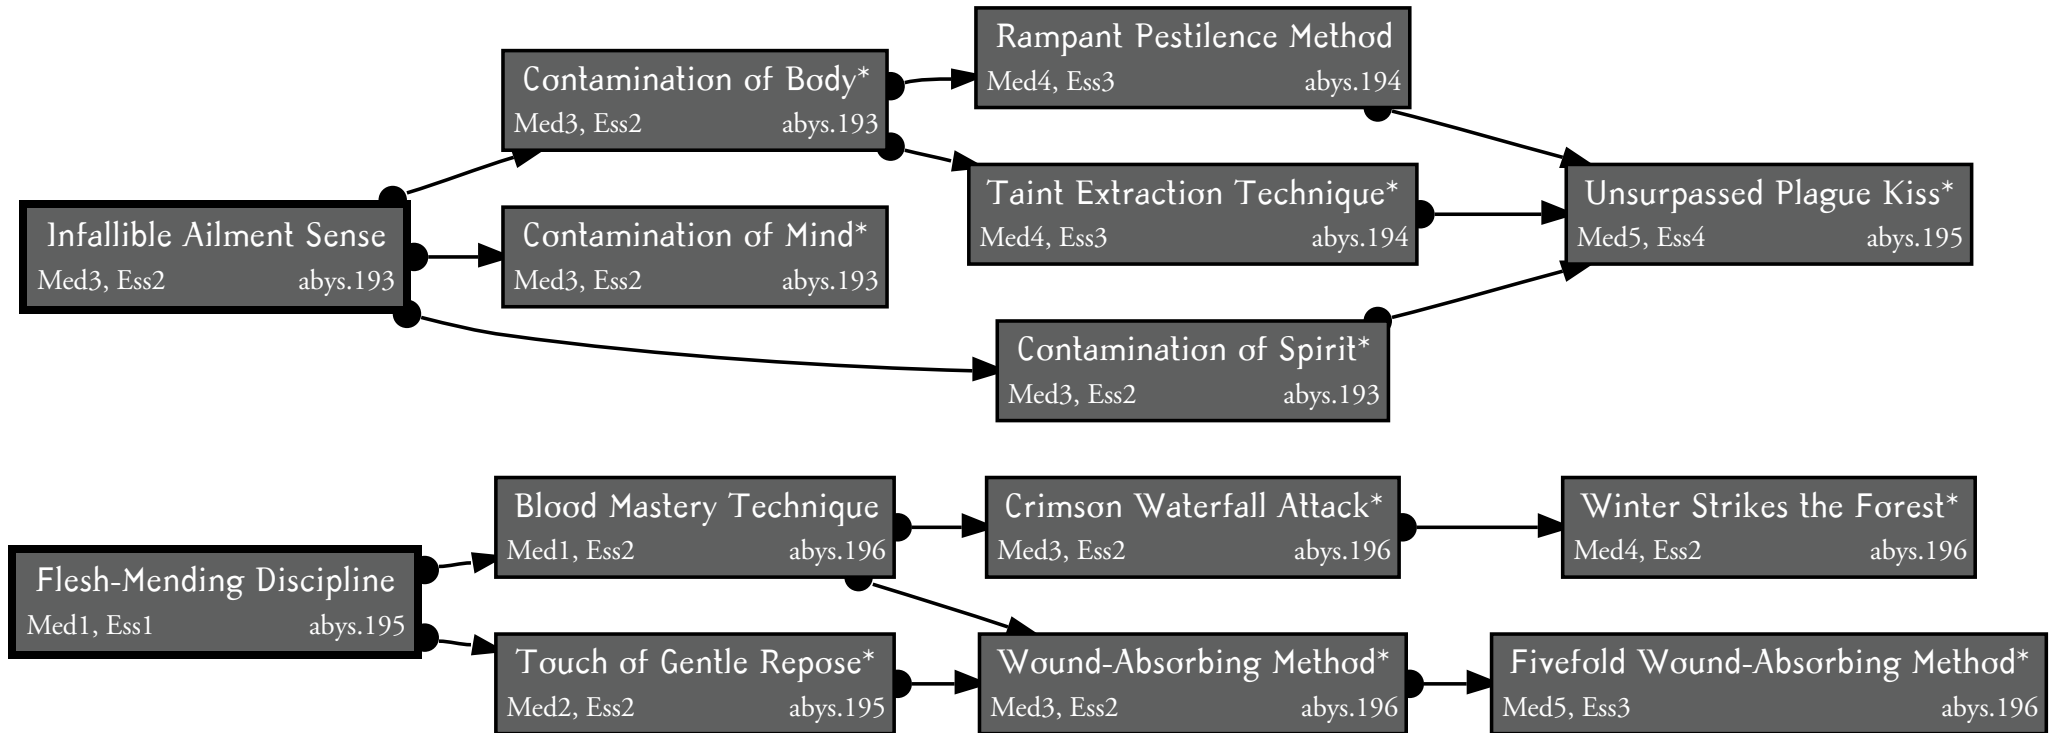 Rampant Pestilence Method
Med4, Ess3 abys.194
Contamination of Body*
Med3, Ess2 abys.193
Taint Extraction Technique*
Med4, Ess3 abys.194
Unsurpassed Plague Kiss*
Med5, Ess4 abys.195
Infallible Ailment Sense
Med3, Ess2 abys.193
Contamination of Mind*
Med3, Ess2 abys.193
Contamination of Spirit*
Med3, Ess2 abys.193
Blood Mastery Technique
Med1, Ess2 abys.196
Crimson Waterfall Attack*
Med3, Ess2 abys.196
Winter Strikes the Forest*
Med4, Ess2 abys.196
Flesh-Mending Discipline
Med1, Ess1 abys.195
Touch of Gentle Repose*
Med2, Ess2 abys.195
Wound-Absorbing Method*
Med3, Ess2 abys.196
Fivefold Wound-Absorbing Method*
Med5, Ess3 abys.196